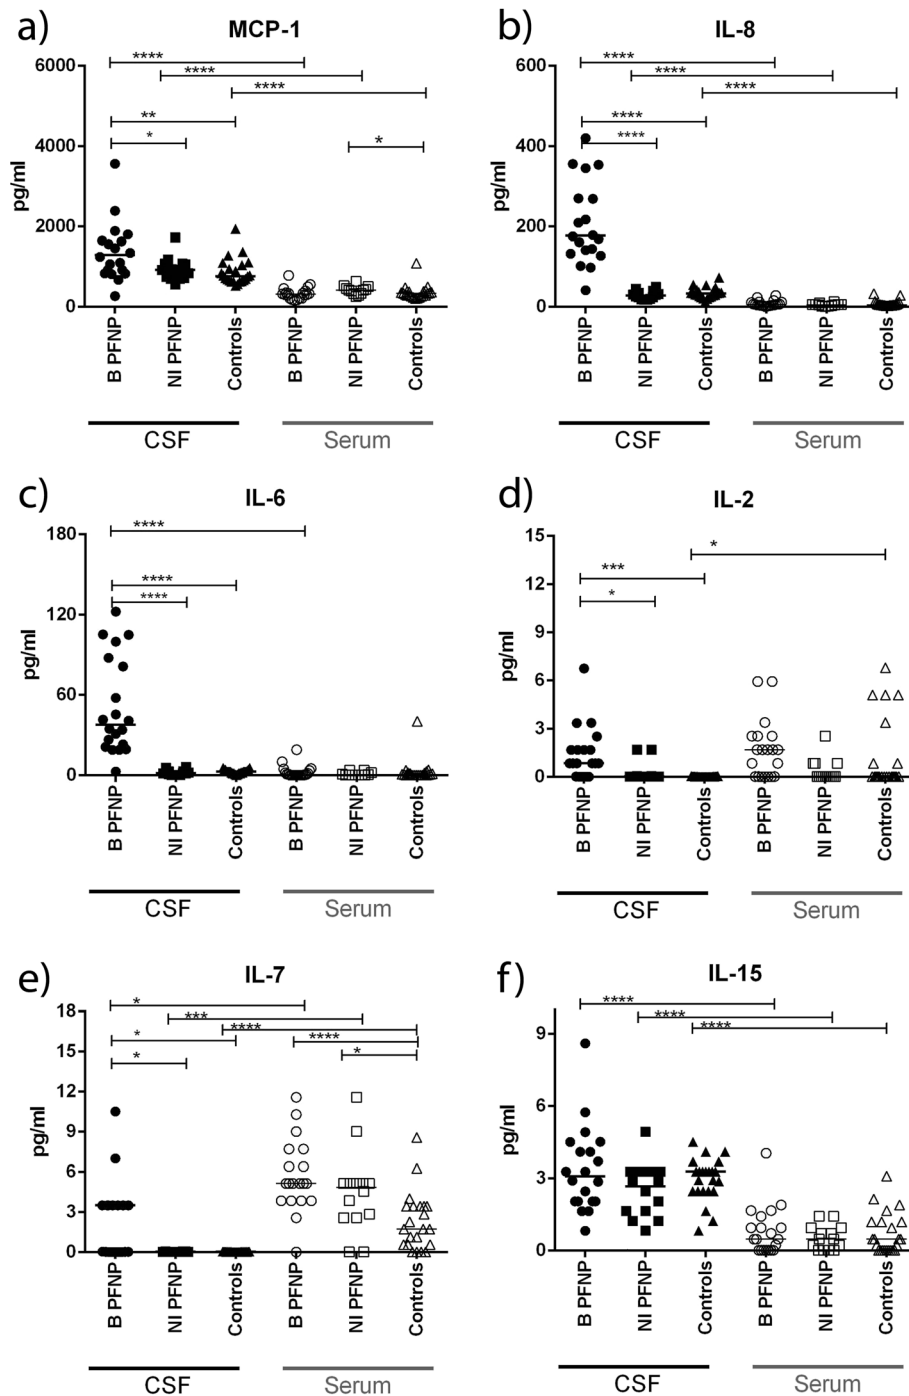 a)
MCP-1
****
****
****
**
*
*
6000
4000
2000
0
pg/ml
B PFNP
NI PFNP
Controls
B PFNP
NI PFNP
Controls
CSF
Serum
b)
IL-8
****
****
****
****
****
600
400
200
0
pg/ml
B PFNP
NI PFNP
Controls
B PFNP
NI PFNP
Controls
CSF
Serum
c)
IL-6
****
****
****
180
120
60
0
pg/ml
B PFNP
NI PFNP
Controls
B PFNP
NI PFNP
Controls
CSF
Serum
d)
IL-2
*
***
*
15
12
9
6
3
0
pg/ml
B PFNP
NI PFNP
Controls
B PFNP
NI PFNP
Controls
CSF
Serum
e)
IL-7
*
***
****
*
****
*
*
18
15
12
9
6
3
0
pg/ml
B PFNP
NI PFNP
Controls
B PFNP
NI PFNP
Controls
CSF
Serum
f)
IL-15
****
****
****
9
6
3
0
pg/ml
B PFNP
NI PFNP
Controls
B PFNP
NI PFNP
Controls
CSF
Serum